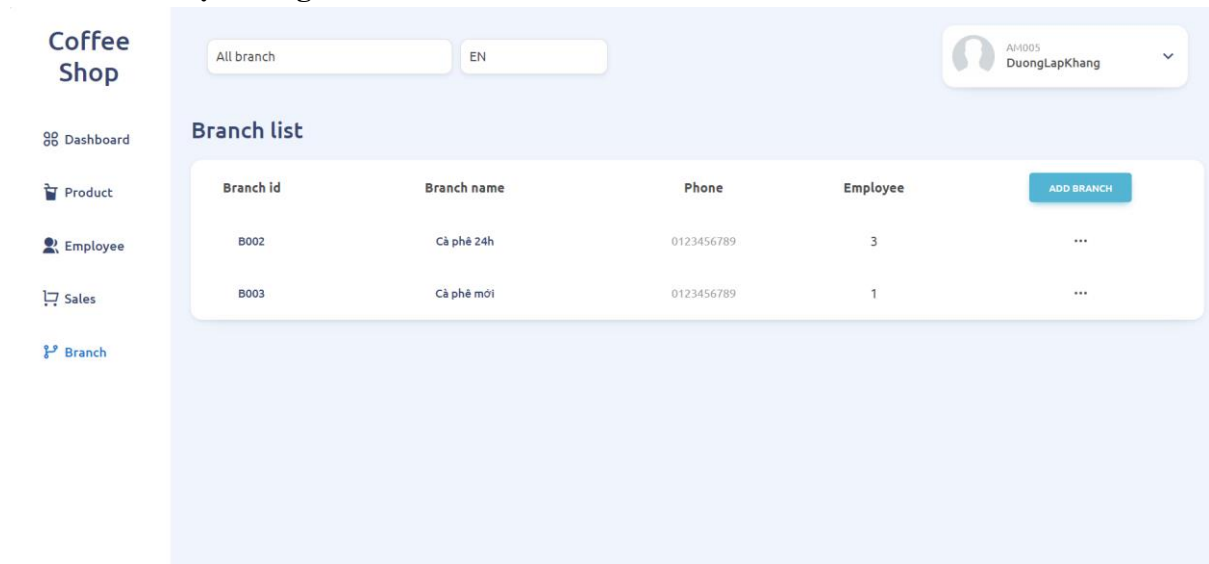 Coffee
Shop
All branch
EN
AM005
DuongLapKhang
Dashboard
Product
Employee
Sales
Branch
Branch list
Branch id Branch name Phone Employee ADD BRANCH
B002 Cà phê 24h 0123456789 3 ...
B003 Cà phê mới 0123456789 1 ...